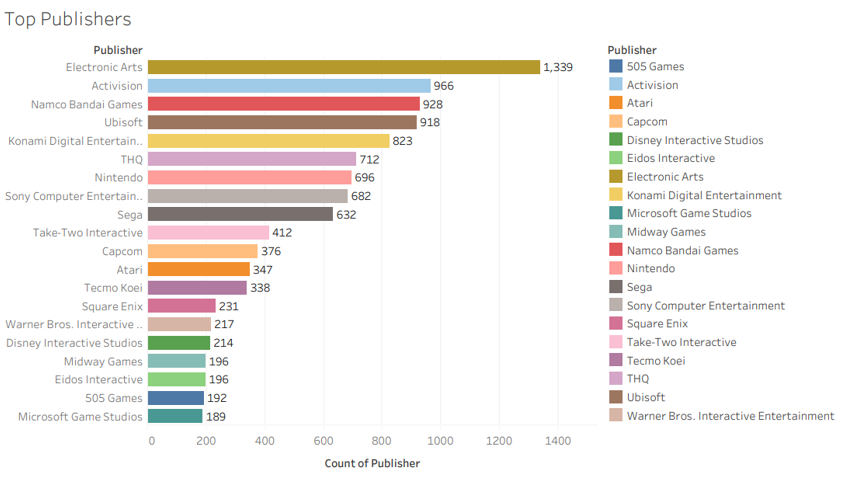 Top Publishers
Publisher
Electronic Arts 1,339
Activision 966
Namco Bandai Games 928
Ubisoft 918
Konami Digital Entertain.. 823
THQ 712
Nintendo 696
Sony Computer Entertain.. 682
Sega 632
Take-Two Interactive 412
Capcom 376
Atari 347
Tecmo Koei 338
Square Enix 231
Warner Bros. Interactive .. 217
Disney Interactive Studios 214
Midway Games 196
Eidos Interactive 196
505 Games 192
Microsoft Game Studios 189
0 200 400 600 800 1000 1200 1400
Count of Publisher
Publisher
505 Games
Activision
Atari
Capcom
Disney Interactive Studios
Eidos Interactive
Electronic Arts
Konami Digital Entertainment
Microsoft Game Studios
Midway Games
Namco Bandai Games
Nintendo
Sega
Sony Computer Entertainment
Square Enix
Take-Two Interactive
Tecmo Koei
THQ
Ubisoft
Warner Bros. Interactive Entertainment